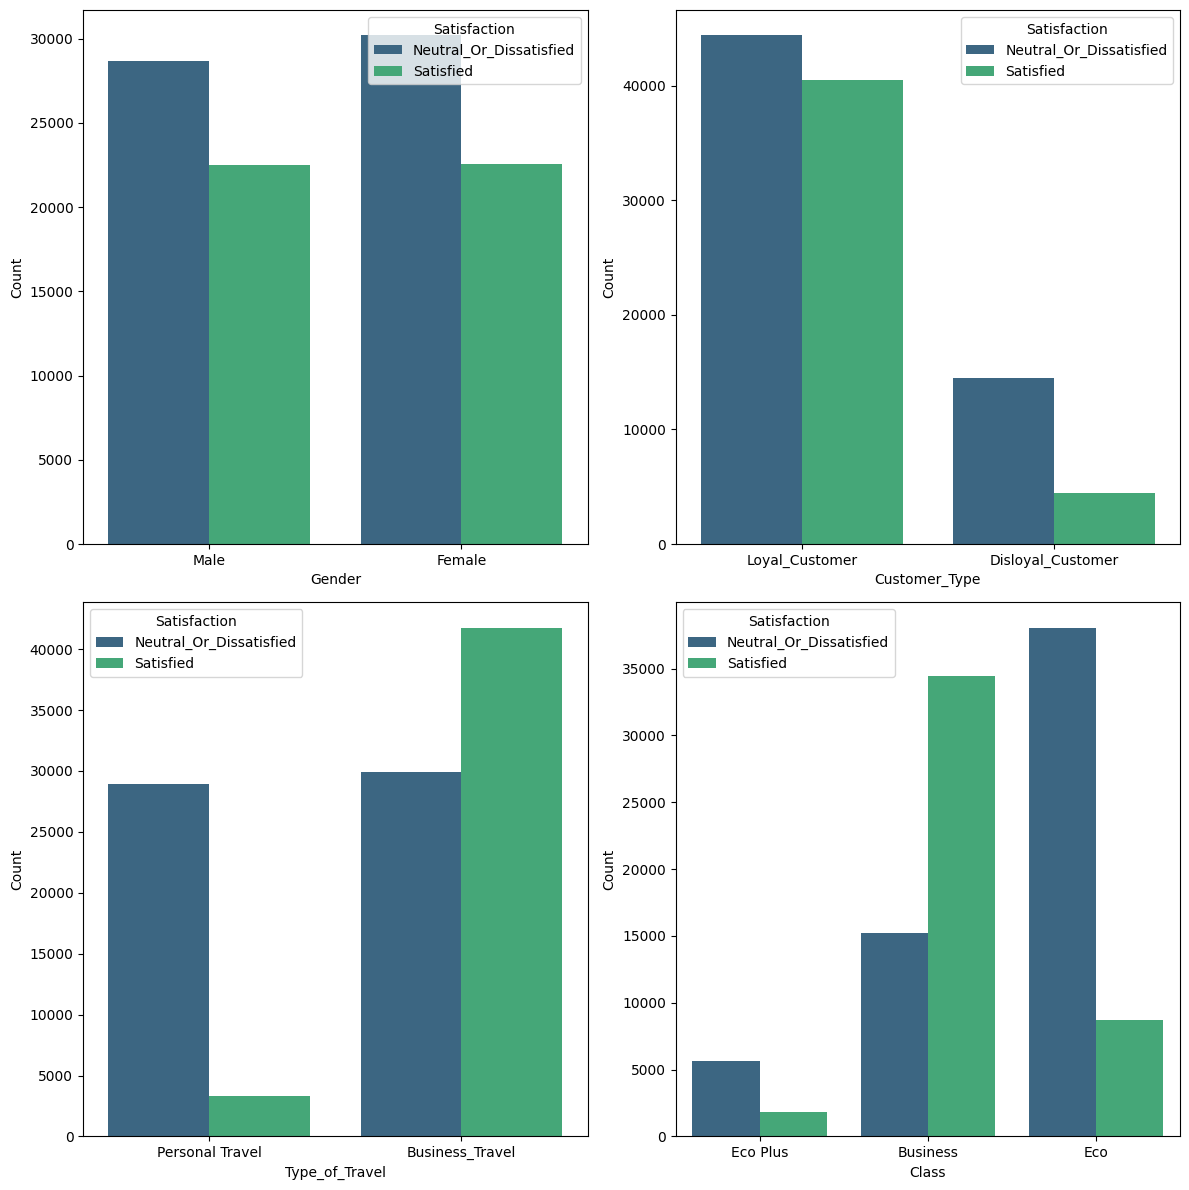 Satisfaction
Neutral_Or_Dissatisfied
Satisfied
30000
25000
20000
15000
10000
5000
0
Count
Male Female
Gender
Satisfaction
Neutral_Or_Dissatisfied
Satisfied
40000
30000
20000
10000
0
Count
Loyal_Customer Disloyal_Customer
Customer_Type
Satisfaction
Neutral_Or_Dissatisfied
Satisfied
40000
35000
30000
25000
20000
15000
10000
5000
0
Count
Personal Travel Business_Travel
Type_of_Travel
Satisfaction
Neutral_Or_Dissatisfied
Satisfied
35000
30000
25000
20000
15000
10000
5000
0
Count
Eco Plus Business Eco
Class